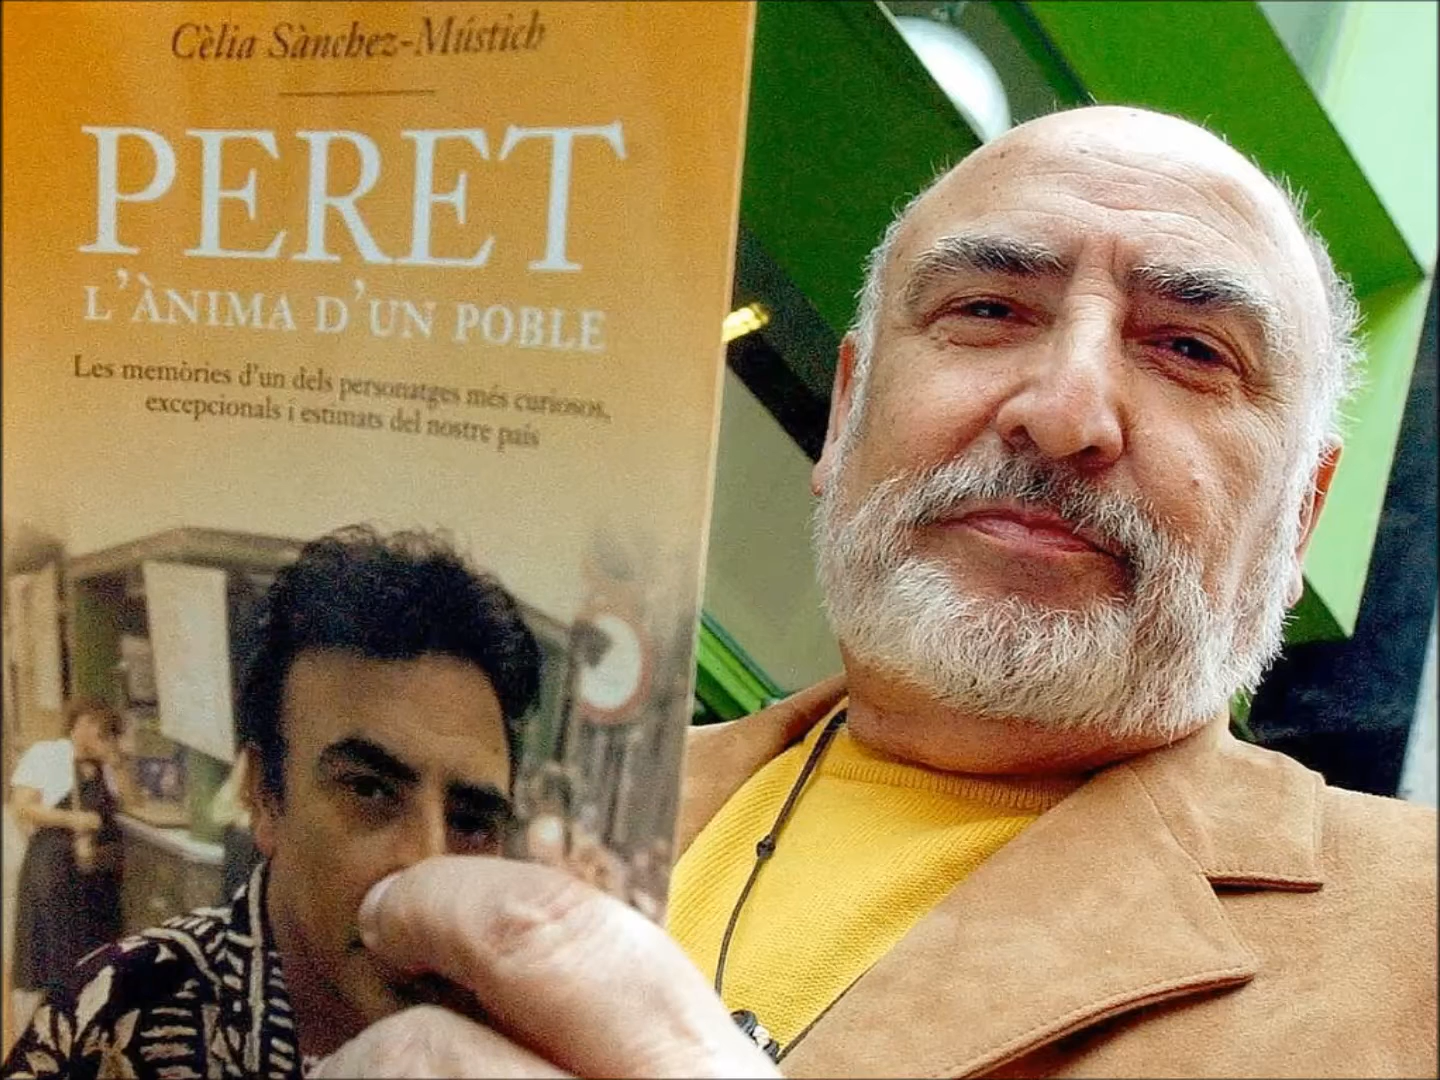 Cèlia Sànchez-Mústich
PERET
L'ÀNIMA D'UN POBLE
Les memòries d'un dels personatges més curiosos,
excepcionals i estimats del nostre país